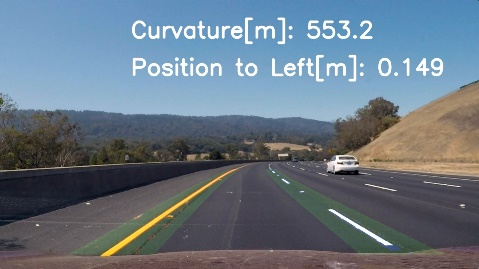 Curvature[m]: 553.2
Position to Left[m]: 0.149